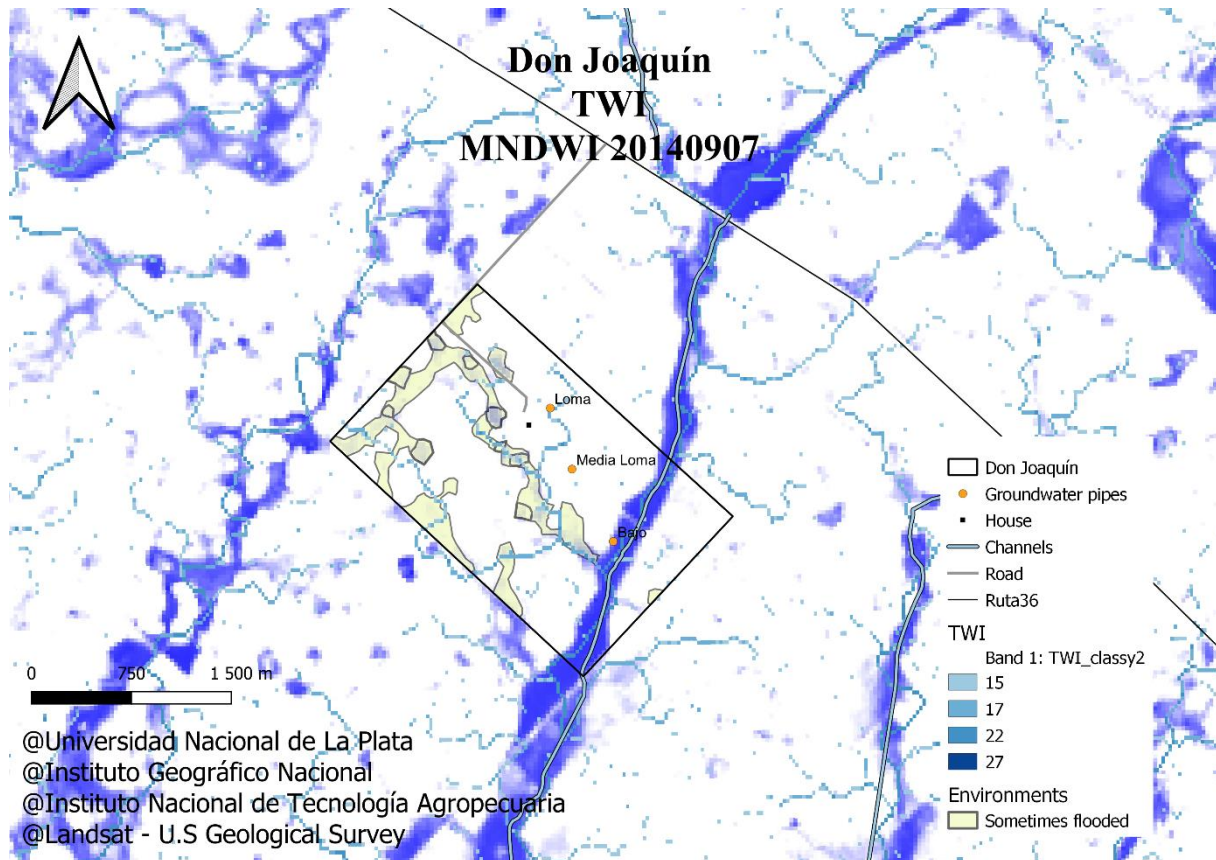 Don Joaquín
TWI
MNDWI 20140907
Loma
Media Loma
Bajo
Don Joaquín
Groundwater pipes
House
Channels
Road
Ruta36
TWI
Band 1: TWI_classy2
15
17
22
27
Environments
Sometimes flooded
0 750 1 500 m
@Universidad Nacional de La Plata
@Instituto Geográfico Nacional
@Instituto Nacional de Tecnología Agropecuaria
@Landsat - U.S Geological Survey